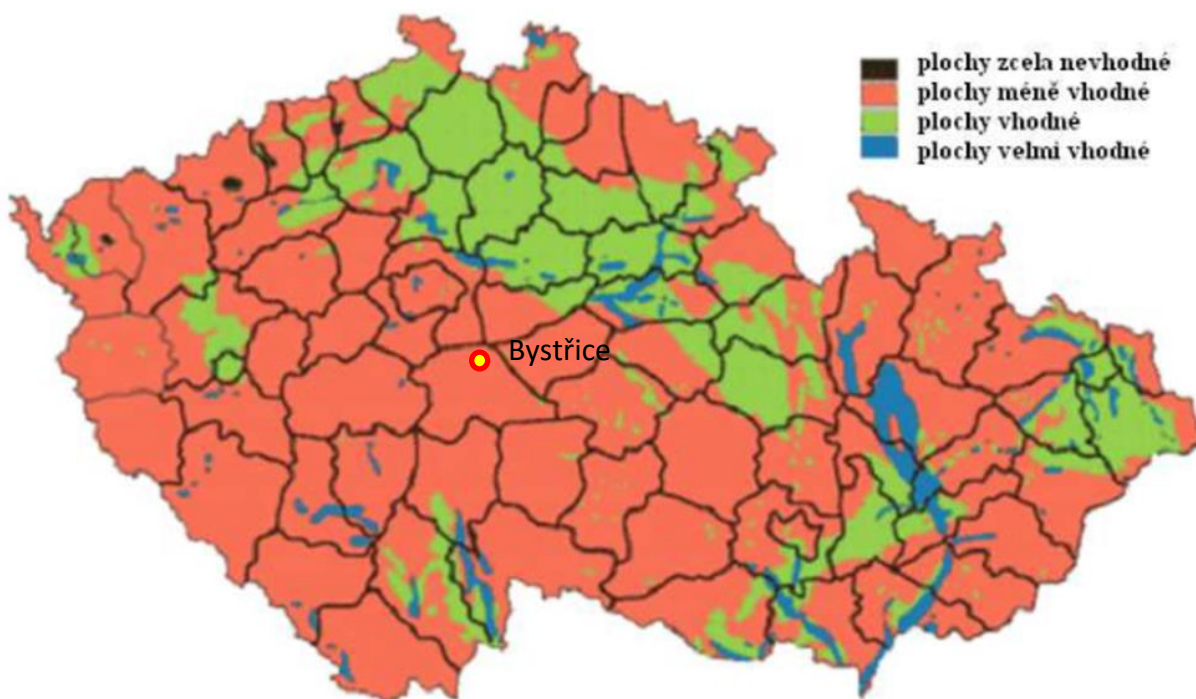 plochy zcela nevhodné
plochy méně vhodné
plochy vhodné
plochy velmi vhodné
Bystřice